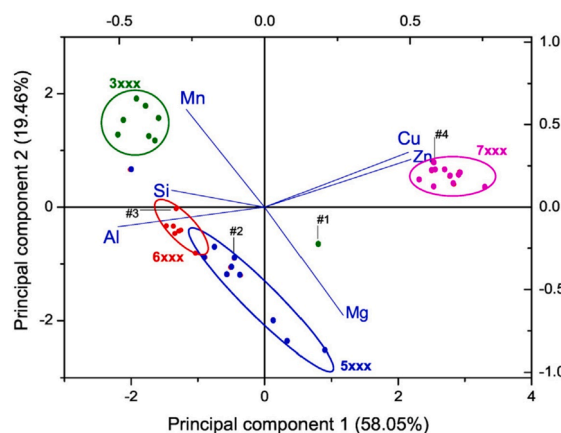 -0.5 0.0 0.5
3xxx
Mn
Cu
Zn
#4
7xxx
Si
#3
Al
6xxx
#2
#1
Mg
5xxx
2
0
-2
1.0
0.5
0.0
-0.5
-1.0
-2 0 2 4
Principal component 2 (19.46%)
Principal component 1 (58.05%)